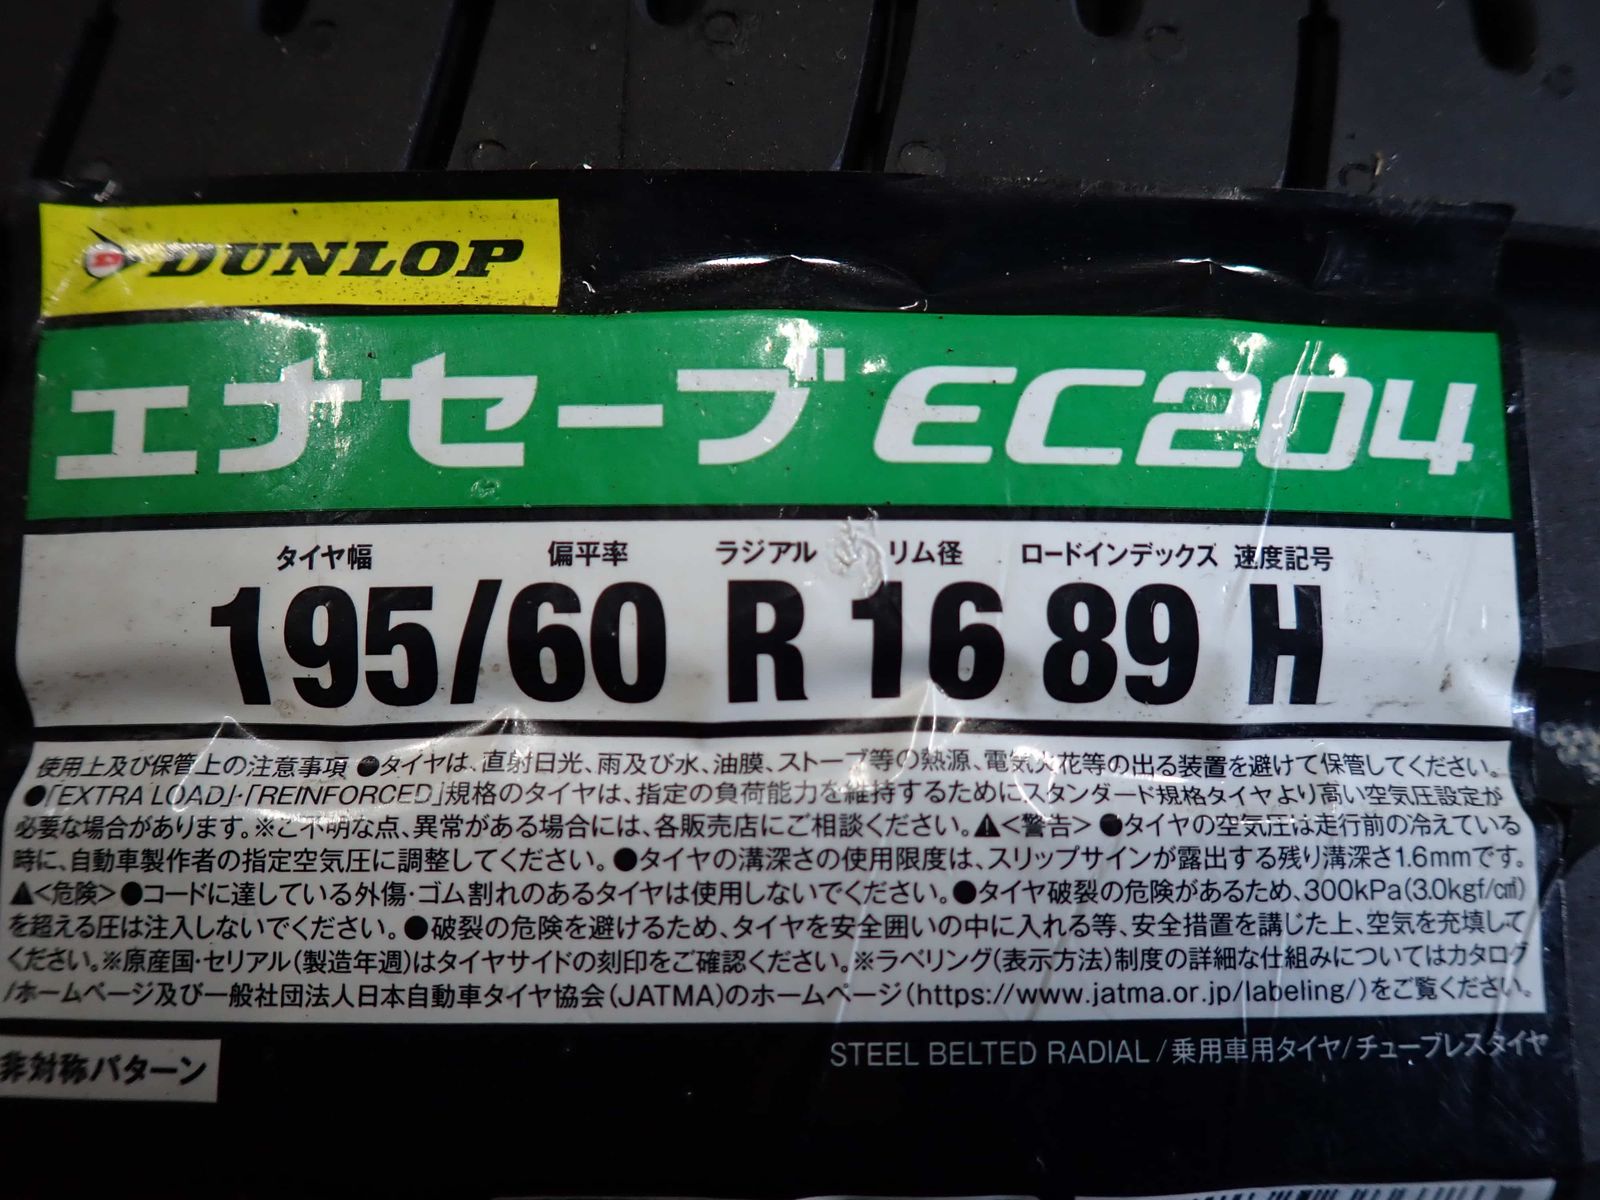 DUNLOP
エナセーブ EC204
タイヤ幅 偏平率 ラジアル リム径 ロードインデックス 速度記号
195/60 R 16 89 H
使用上及び保管上の注意事項 ●タイヤは、直射日光、雨及び水、油膜、ストーブ等の熱源、電気火花等の出る装置を避けて保管してください。
●「EXTRA LOAD」・「REINFORCED」規格のタイヤは、指定の負荷能力を維持するためにスタンダード規格タイヤより高い空気圧設定が
必要な場合があります。※ご不明な点、異常がある場合には、各販売店にご相談ください。⚠<警告> ●タイヤの空気圧は走行前の冷えている
時に、自動車製作者の指定空気圧に調整してください。●タイヤの溝深さの使用限度は、スリップサインが露出する残り溝深さ1.6mmです。
⚠<危険> ●コードに達している外傷・ゴム割れのあるタイヤは使用しないでください。●タイヤ破裂の危険があるため、300kPa(3.0kgf/c㎡)
を超える圧は注入しないでください。●破裂の危険を避けるため、タイヤを安全囲いの中に入れる等、安全措置を講じた上、空気を充填して
ください。※原産国・セリアル(製造年週)はタイヤサイドの刻印をご確認ください。※ラベリング(表示方法)制度の詳細な仕組みについてはカタログ
/ホームページ及び一般社団法人日本自動車タイヤ協会(JATMA)のホームページ(https://www.jatma.or.jp/labeling/)をご覧ください。
STEEL BELTED RADIAL/乗用車用タイヤ/チューブレスタイヤ
非対称パターン